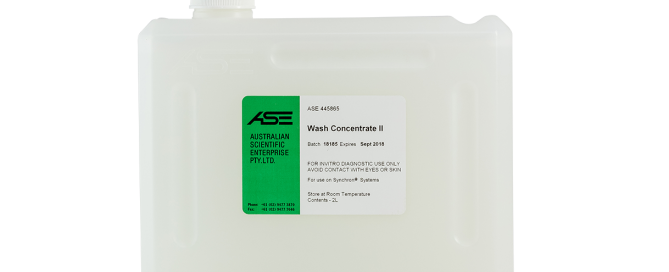 ASE
AUSTRALIAN
SCIENTIFIC
ENTERPRISE
PTY.LTD.
ASE 445865
Wash Concentrate II
Batch 18185 Expires Sept 2018
FOR INVITRO DIAGNOSTIC USE ONLY
AVOID CONTACT WITH EYES OR SKIN
For use on Synchron® Systems
Store at Room Temperature
Contents - 2L
Phone
Fax